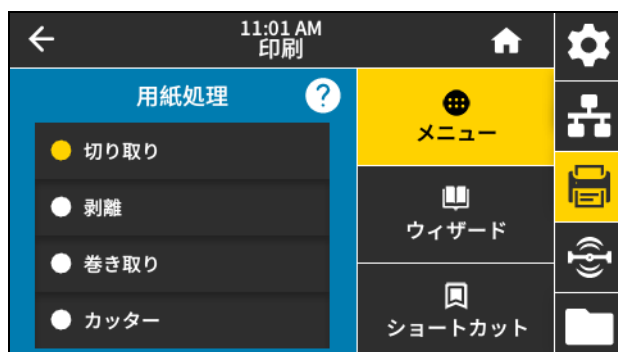 11:01 AM
印刷
用紙処理
?
切り取り
剥離
巻き取り
カッター
メニュー
ウィザード
ショートカット